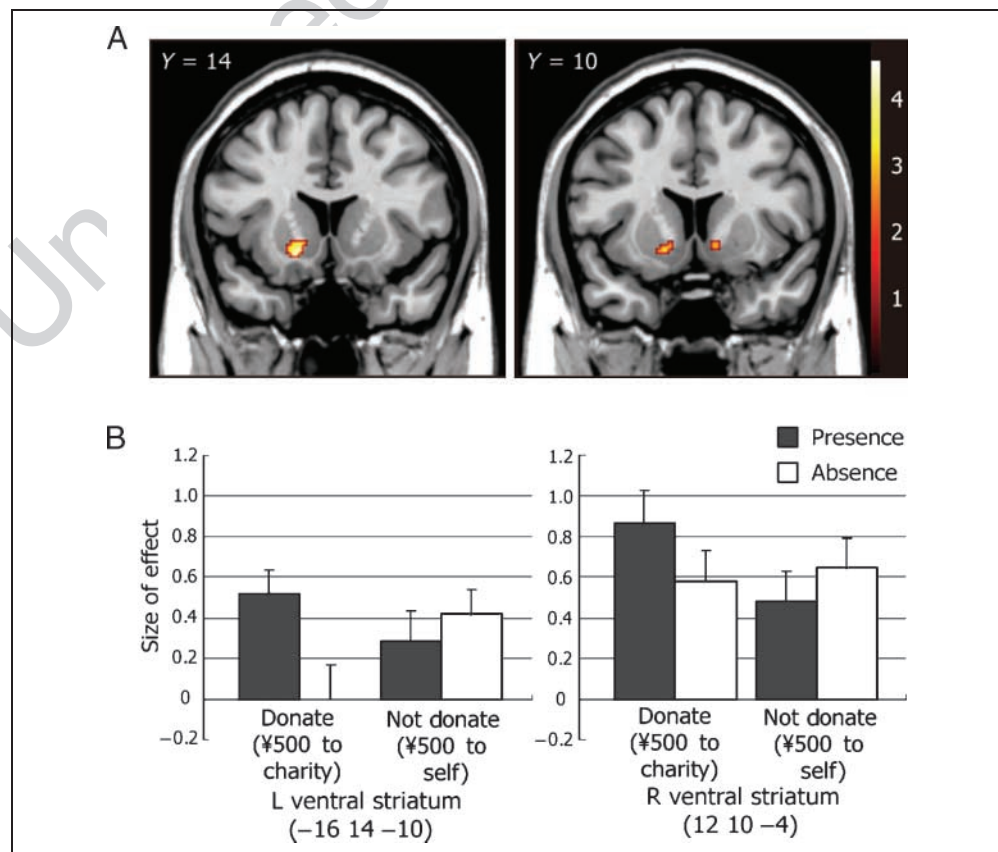 A
Y = 14
Y = 10
4
3
2
1
B
Presence
Absence
Size of effect
1.2
1.0
0.8
0.6
0.4
0.2
0
−0.2
Donate
(¥500 to
charity)
Not donate
(¥500 to
self)
L ventral striatum
(−16 14 −10)
1.2
1.0
0.8
0.6
0.4
0.2
0
−0.2
Donate
(¥500 to
charity)
Not donate
(¥500 to
self)
R ventral striatum
(12 10 −4)